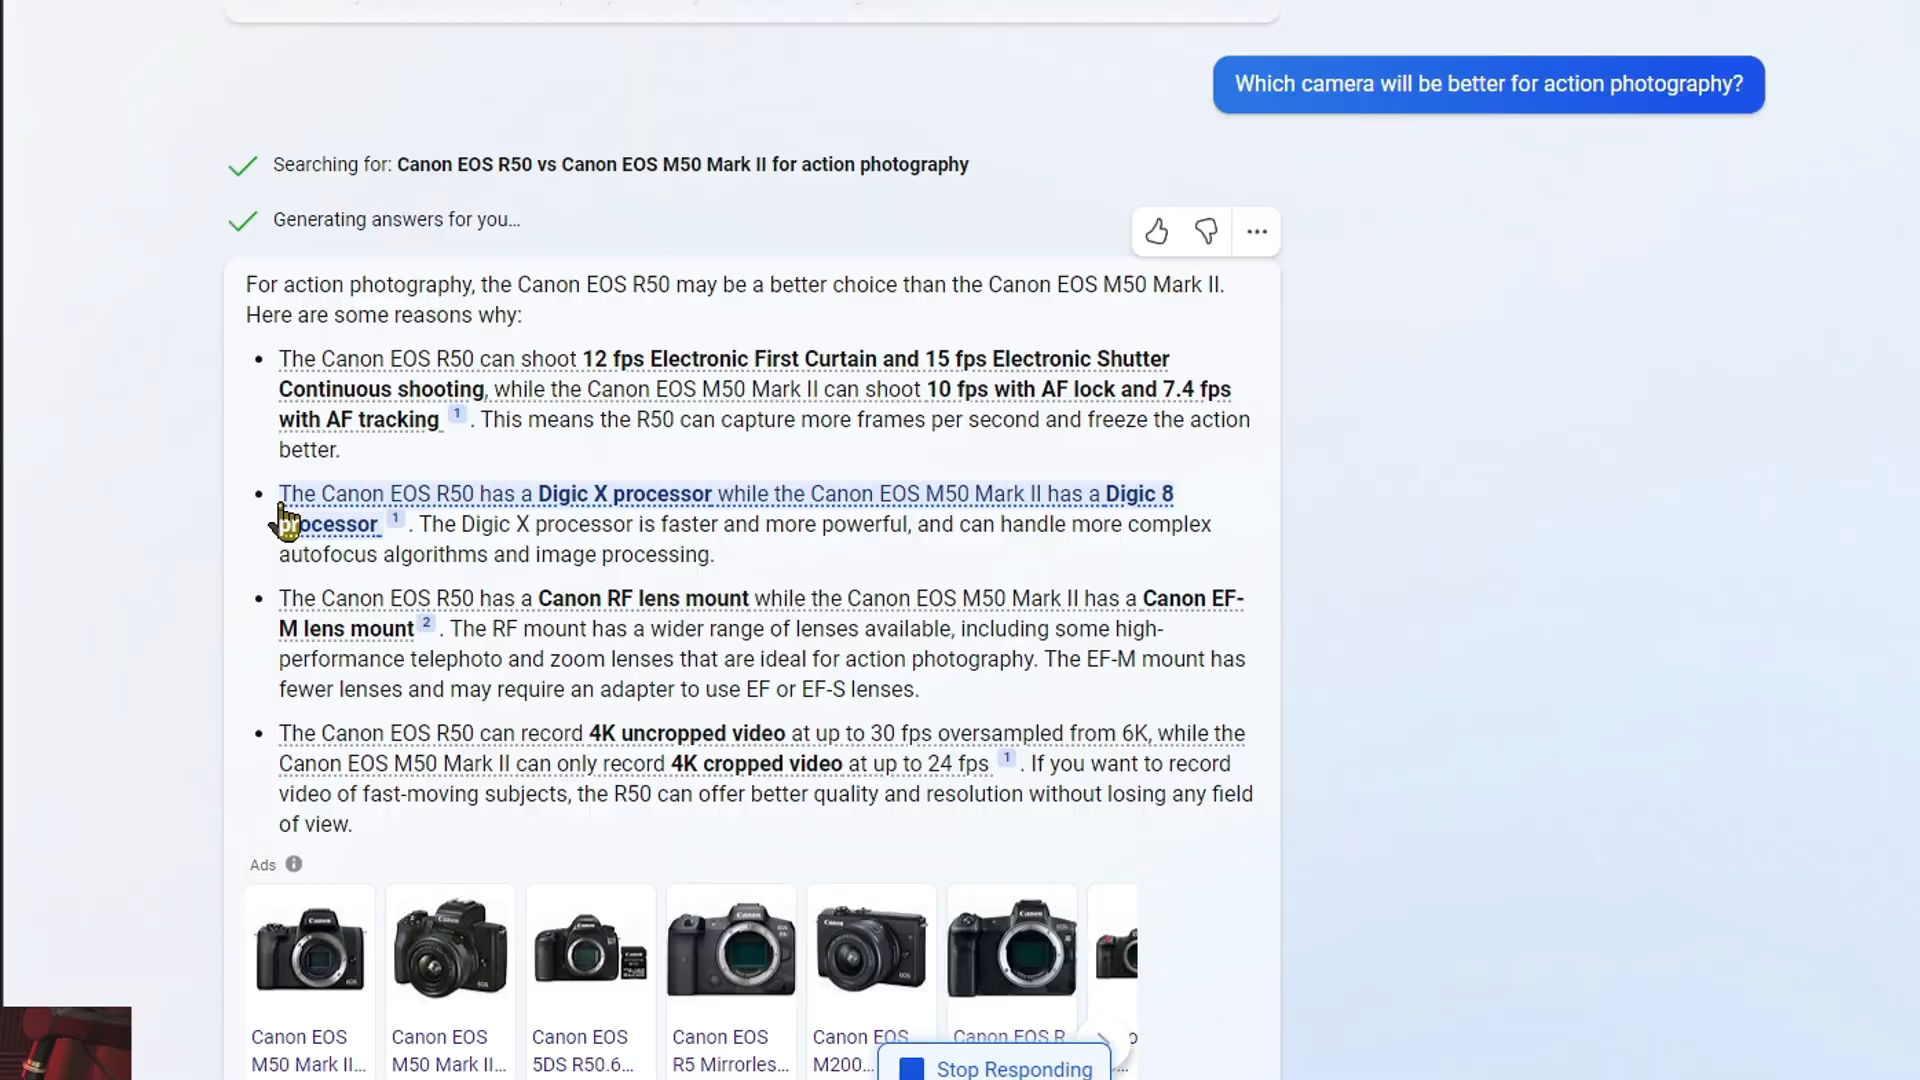 Which camera will be better for action photography?
Searching for: Canon EOS R50 vs Canon EOS M50 Mark II for action photography
Generating answers for you...
For action photography, the Canon EOS R50 may be a better choice than the Canon EOS M50 Mark II.
Here are some reasons why:
• The Canon EOS R50 can shoot 12 fps Electronic First Curtain and 15 fps Electronic Shutter
Continuous shooting, while the Canon EOS M50 Mark II can shoot 10 fps with AF lock and 7.4 fps
with AF tracking 1 . This means the R50 can capture more frames per second and freeze the action
better.
• The Canon EOS R50 has a Digic X processor while the Canon EOS M50 Mark II has a Digic 8
processor 1 . The Digic X processor is faster and more powerful, and can handle more complex
autofocus algorithms and image processing.
• The Canon EOS R50 has a Canon RF lens mount while the Canon EOS M50 Mark II has a Canon EF-
M lens mount 2 . The RF mount has a wider range of lenses available, including some high-
performance telephoto and zoom lenses that are ideal for action photography. The EF-M mount has
fewer lenses and may require an adapter to use EF or EF-S lenses.
• The Canon EOS R50 can record 4K uncropped video at up to 30 fps oversampled from 6K, while the
Canon EOS M50 Mark II can only record 4K cropped video at up to 24 fps 1 . If you want to record
video of fast-moving subjects, the R50 can offer better quality and resolution without losing any field
of view.
Ads
Canon EOS
M50 Mark II...
Canon EOS
M50 Mark II...
Canon EOS
5DS R50.6...
Canon EOS
R5 Mirrorles...
Canon EOS
M200...
Canon EOS R
Stop Responding